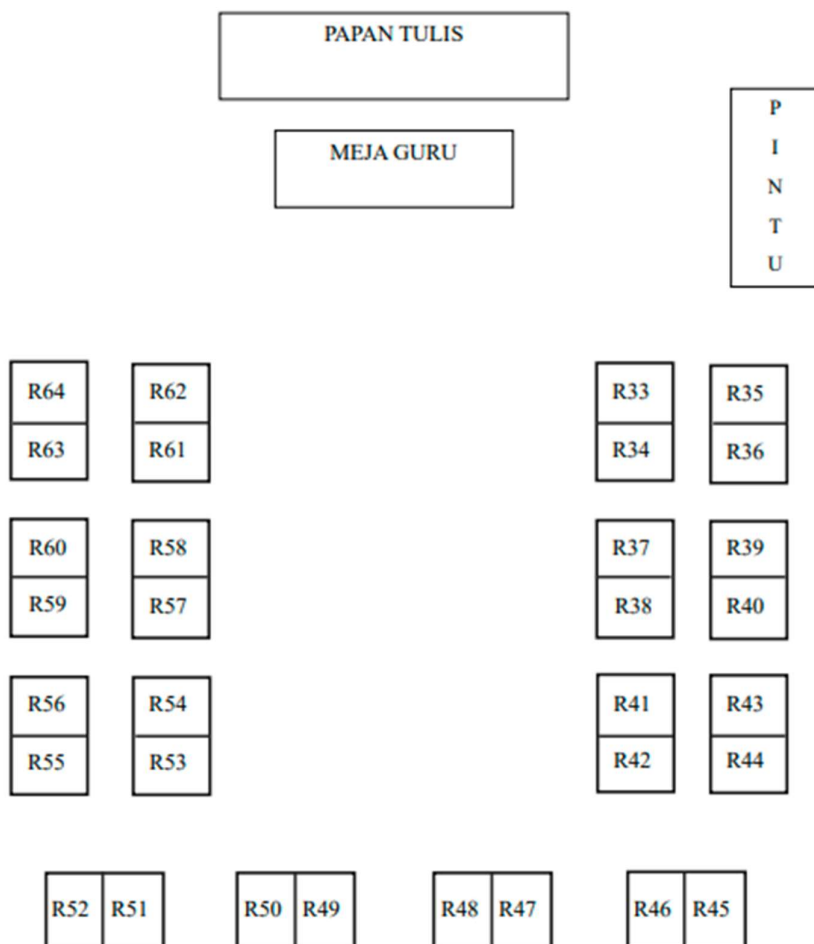 PAPAN TULIS
MEJA GURU
P
I
N
T
U
R64 R62 R33 R35
R63 R61 R34 R36
R60 R58 R37 R39
R59 R57 R38 R40
R56 R54 R41 R43
R55 R53 R42 R44
R52 R51 R50 R49 R48 R47 R46 R45